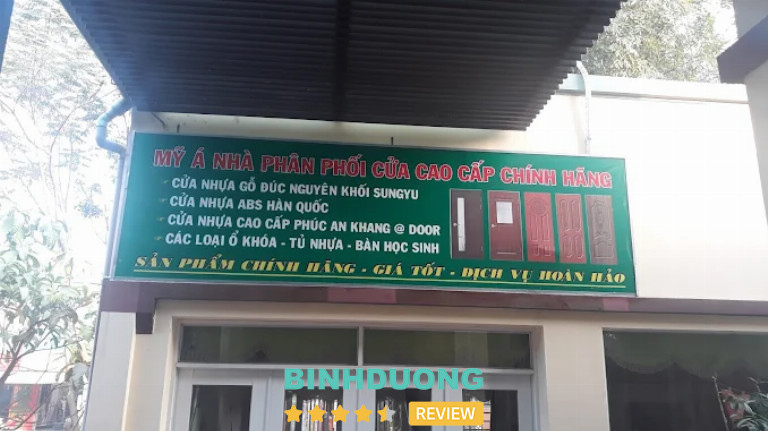 MỸ Á NHÀ PHÂN PHỐI CỬA CAO CẤP CHÍNH HÃNG
CỬA NHỰA GỖ ĐÚC NGUYÊN KHỐI SUNGYU
CỬA NHỰA ABS HÀN QUỐC
CỬA NHỰA CAO CẤP PHÚC AN KHANG @ DOOR
CÁC LOẠI Ổ KHÓA - TỦ NHỰA - BÀN HỌC SINH
SẢN PHẨM CHÍNH HÃNG - GIÁ TỐT - DỊCH VỤ HOÀN HẢO
BINHDUONG
REVIEW